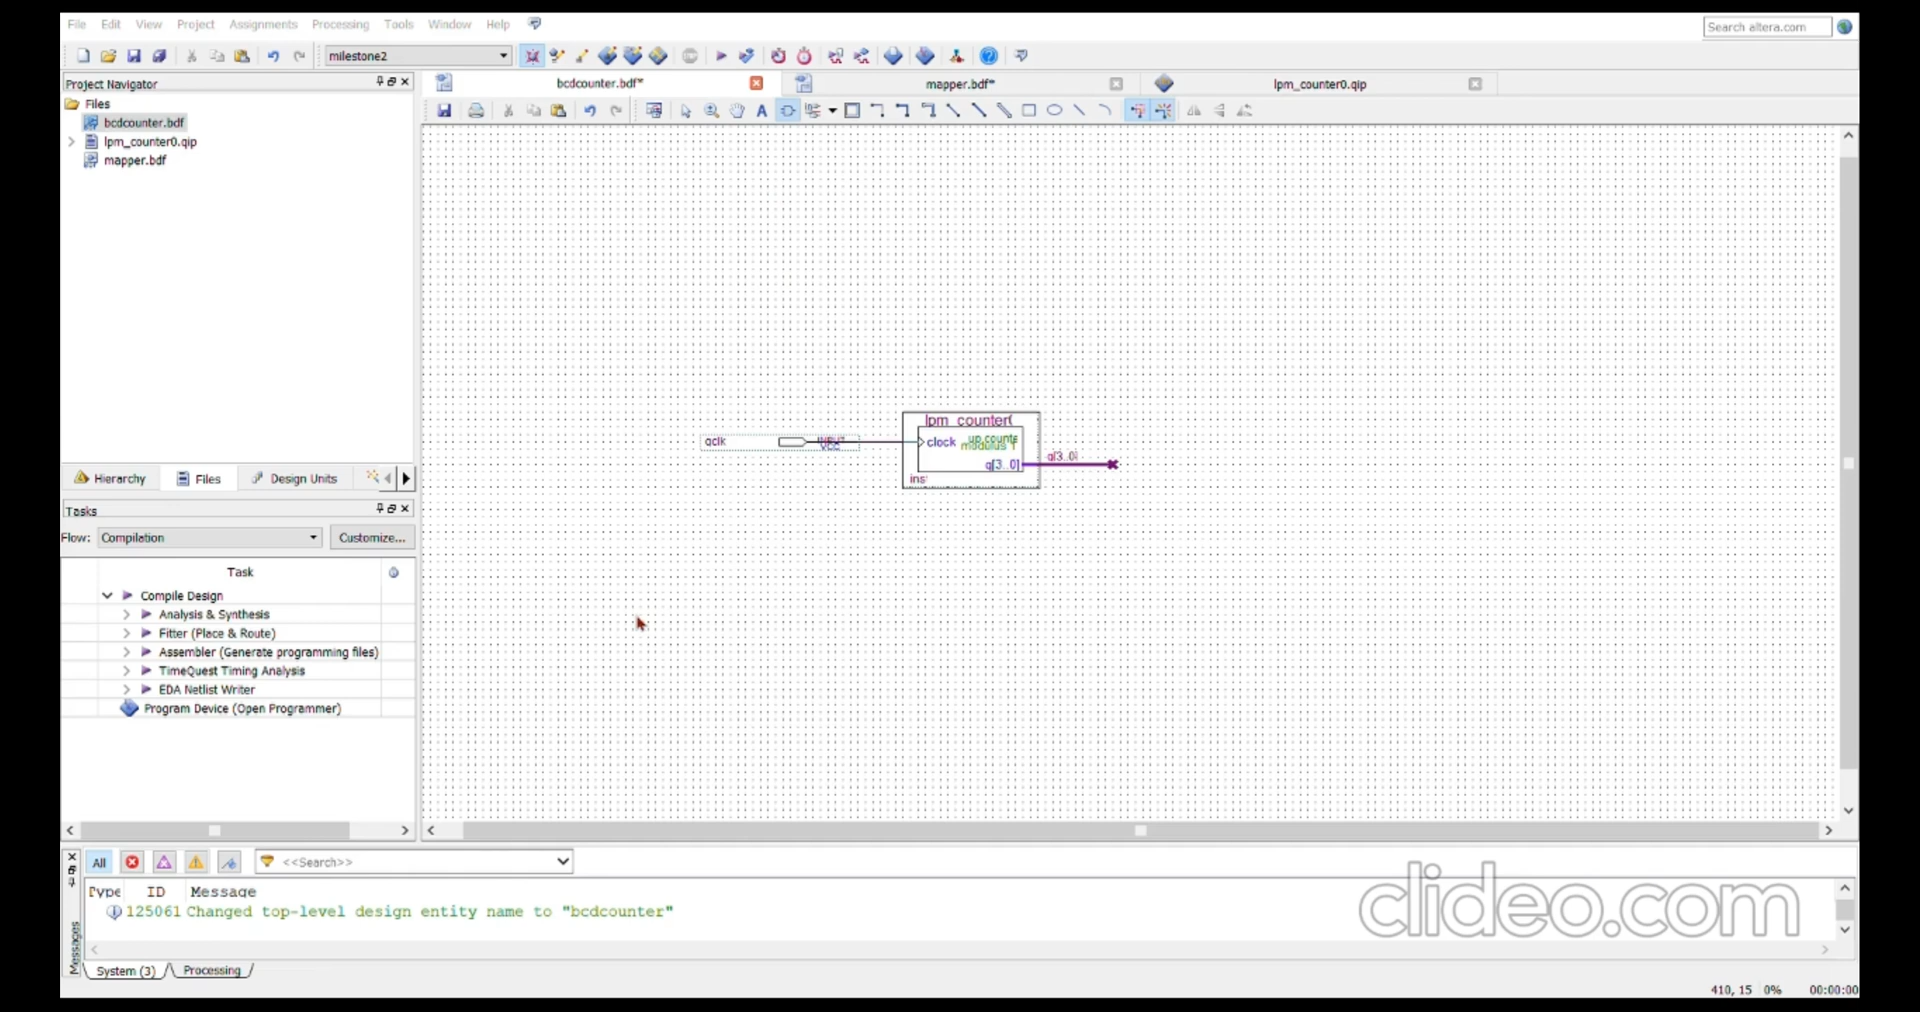 File Edit View Project Assignments Processing Tools Window Help
Search altera.com
milestone2
Project Navigator
bcdcounter.bdf*
mapper.bdf*
lpm_counter0.qip
Files
bcdcounter.bdf
lpm_counter0.qip
mapper.bdf
A
lpm_counter
qclk
clock
q[3..0]
q[3..0]
ins
Hierarchy
Files
Design Units
Tasks
Flow:
Compilation
Customize...
Task
Compile Design
Analysis & Synthesis
Fitter (Place & Route)
Assembler (Generate programming files)
TimeQuest Timing Analysis
EDA Netlist Writer
Program Device (Open Programmer)
All
<<Search>>
Type ID Message
125061 Changed top-level design entity name to "bcdcounter"
Messages
System (3)
Processing
clideo.com
410, 15 0% 00:00:00